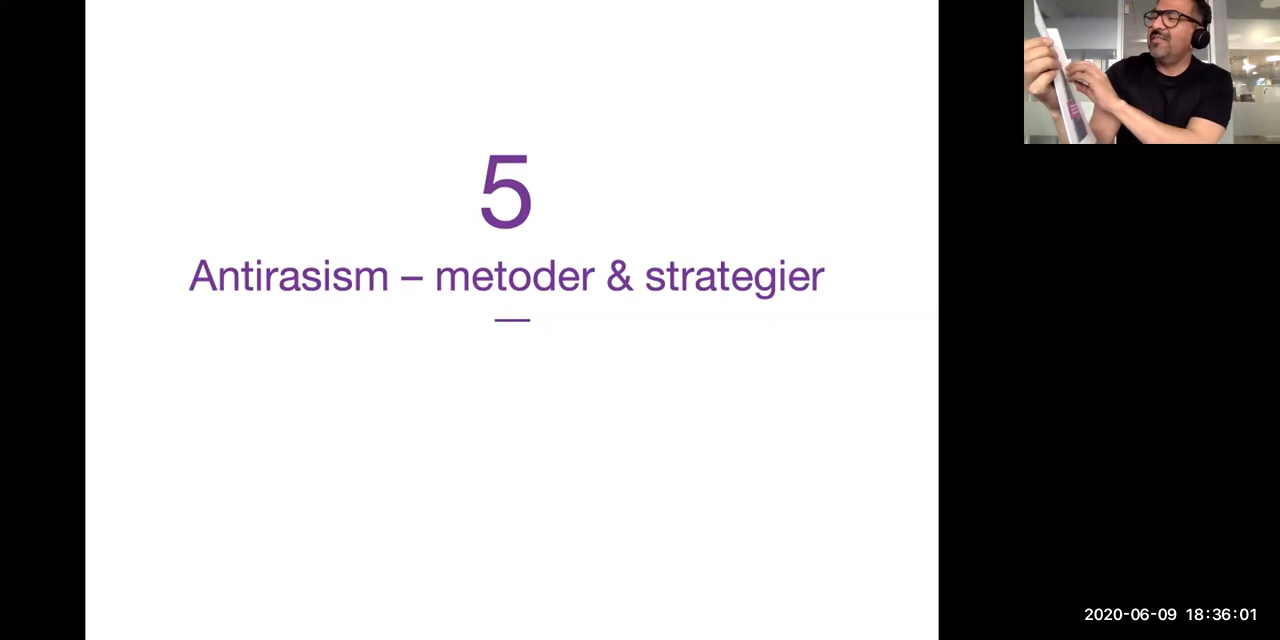 5
Antirasism – metoder & strategier
2020-06-09 18:36:01